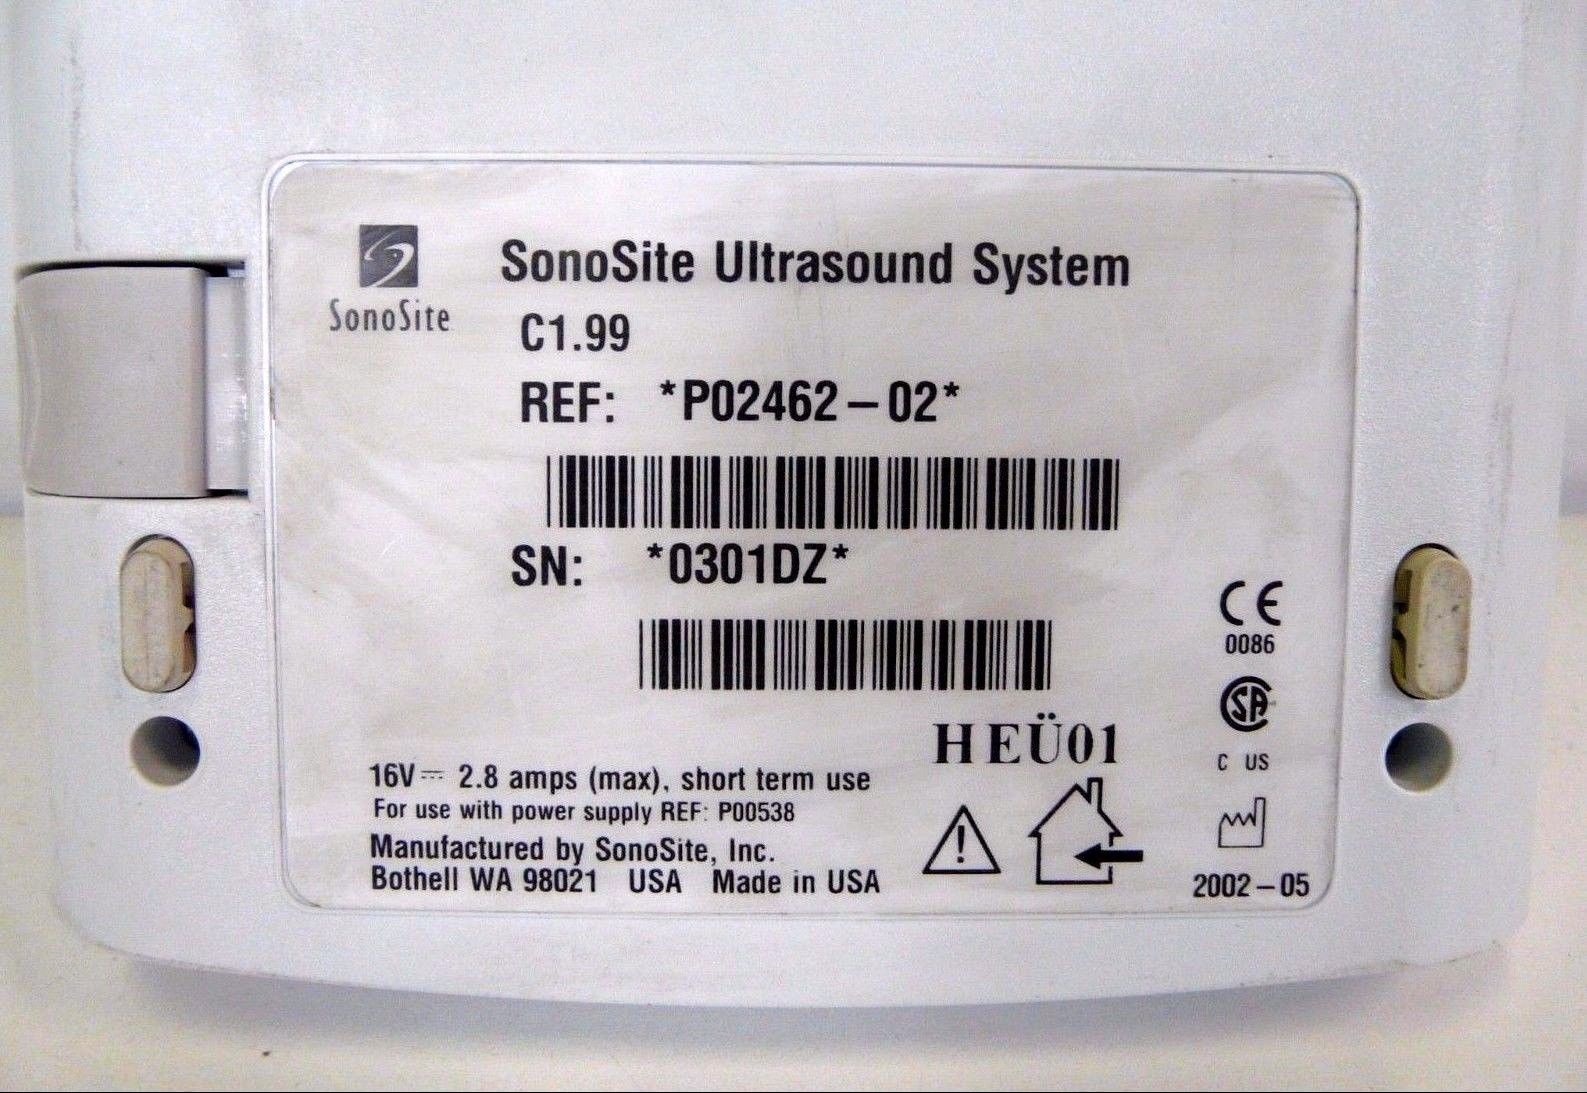 SonoSite
SonoSite Ultrasound System
C1.99
REF: *P02462-02*
SN: *0301DZ*
CE
0086
SA
C US
HEÜ01
16V 2.8 amps (max), short term use
For use with power supply REF: P00538
Manufactured by SonoSite, Inc.
Bothell WA 98021 USA Made in USA
!
2002-05